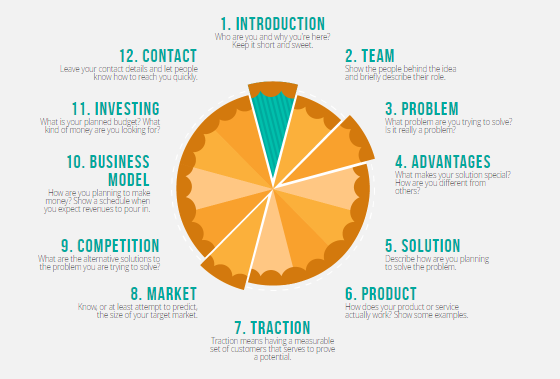 1. INTRODUCTION
Who are you and why you're here?
Keep it short and sweet.
2. TEAM
Show the people behind the idea
and briefly describe their role.
3. PROBLEM
What problem are you trying to solve?
Is it really a problem?
4. ADVANTAGES
What makes your solution special?
How are you different from
others?
5. SOLUTION
Describe how are you planning
to solve the problem.
6. PRODUCT
How does your product or service
actually work? Show some examples.
7. TRACTION
Traction means having a measurable
set of customers that serves to prove
a potential.
8. MARKET
Know, or at least attempt to predict,
the size of your target market.
9. COMPETITION
What are the alternative solutions to
the problem you are trying to solve?
10. BUSINESS
MODEL
How are you planning to make
money? Show a schedule when
you expect revenues to pour in.
11. INVESTING
What is your planned budget? What
kind of money are you looking for?
12. CONTACT
Leave your contact details and let people
know how to reach you quickly.